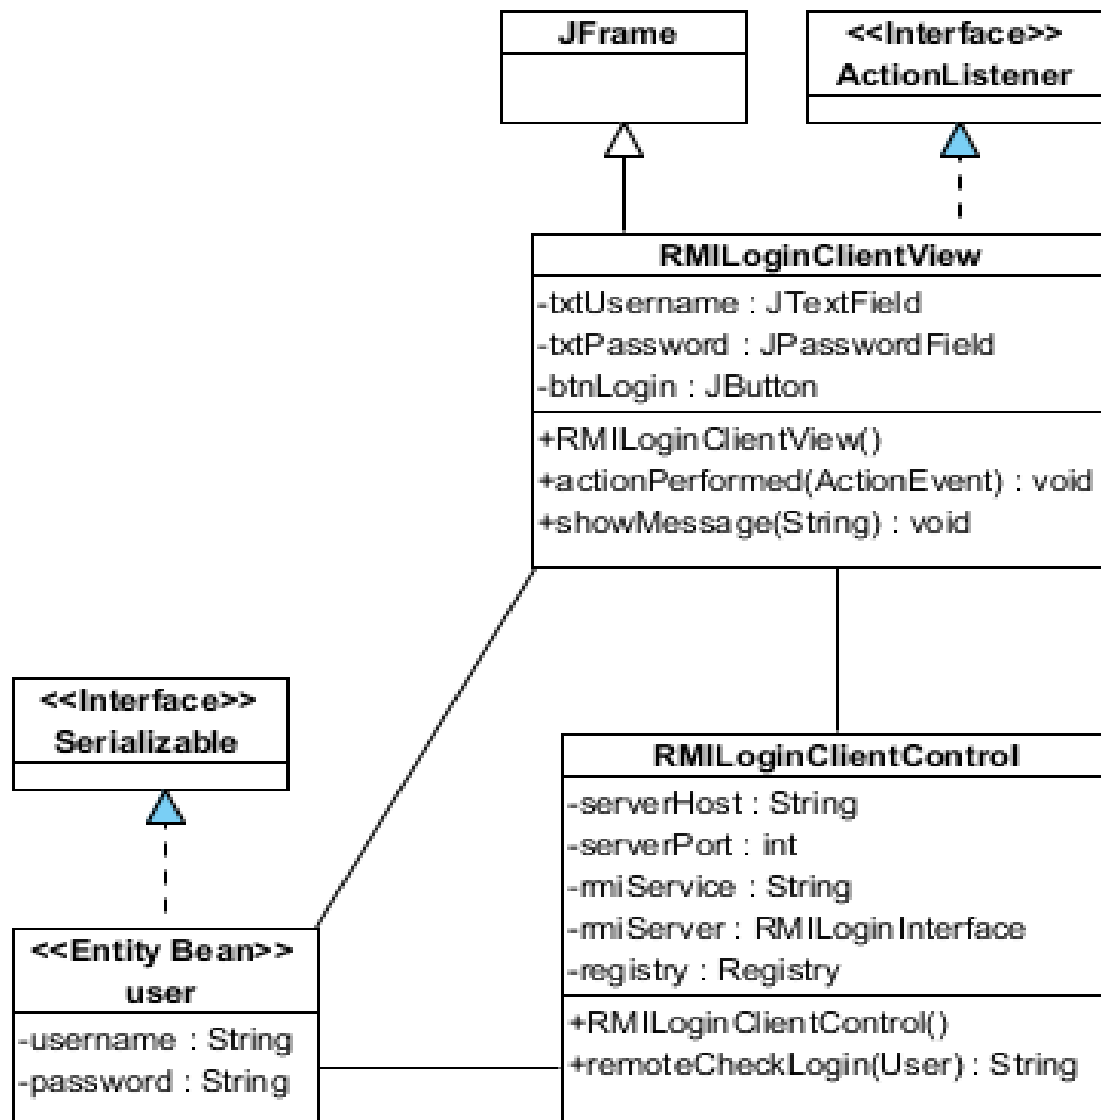 JFrame
<<Interface>>
ActionListener
RMILoginClientView
-txtUsername : JTextField
-txtPassword : JPasswordField
-btnLogin : JButton
+RMILoginClientView()
+actionPerformed(ActionEvent) : void
+showMessage(String) : void
<<Interface>>
Serializable
<<Entity Bean>>
user
-username : String
-password : String
RMILoginClientControl
-serverHost : String
-serverPort : int
-rmiService : String
-rmiServer : RMILoginInterface
-registry : Registry
+RMILoginClientControl()
+remoteCheckLogin(User) : String